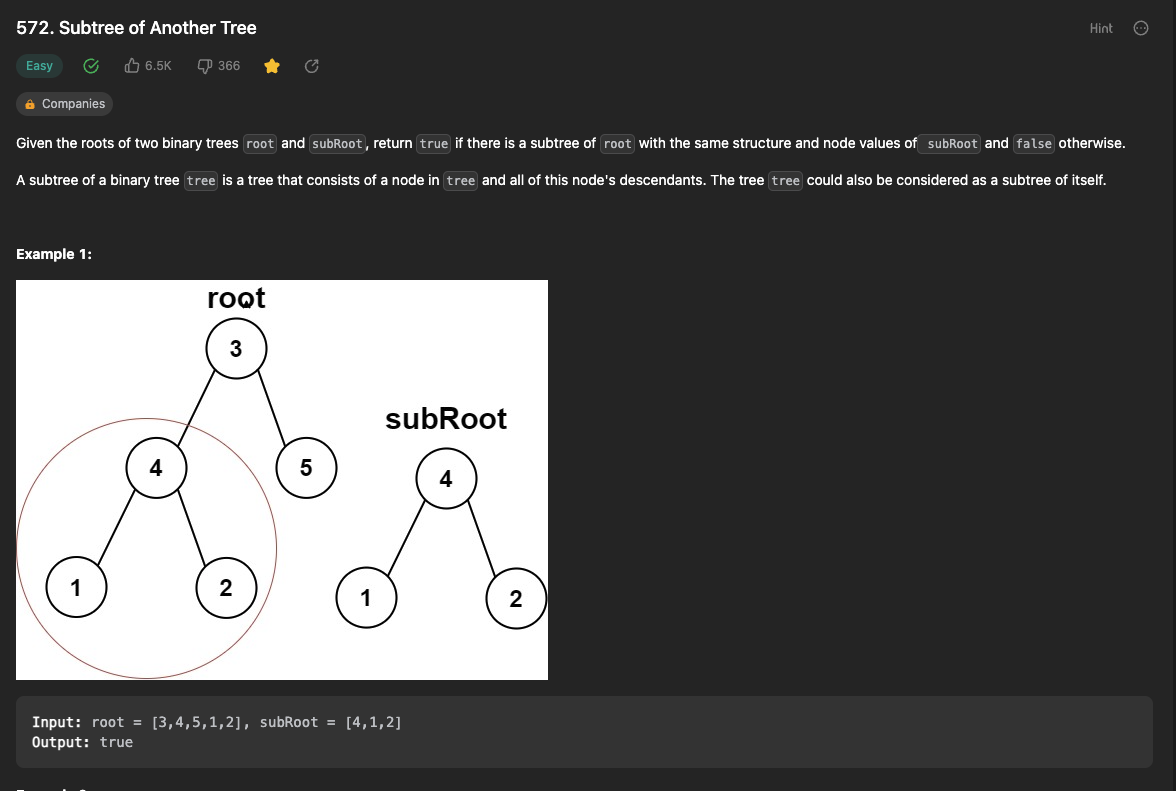 572. Subtree of Another Tree
Hint
Easy 6.5K 366
Companies
Given the roots of two binary trees root and subRoot, return true if there is a subtree of root with the same structure and node values of subRoot and false otherwise.
A subtree of a binary tree tree is a tree that consists of a node in tree and all of this node's descendants. The tree tree could also be considered as a subtree of itself.
Example 1:
root
3
subRoot
4
5
4
1
2
1
2
Input: root = [3,4,5,1,2], subRoot = [4,1,2]
Output: true